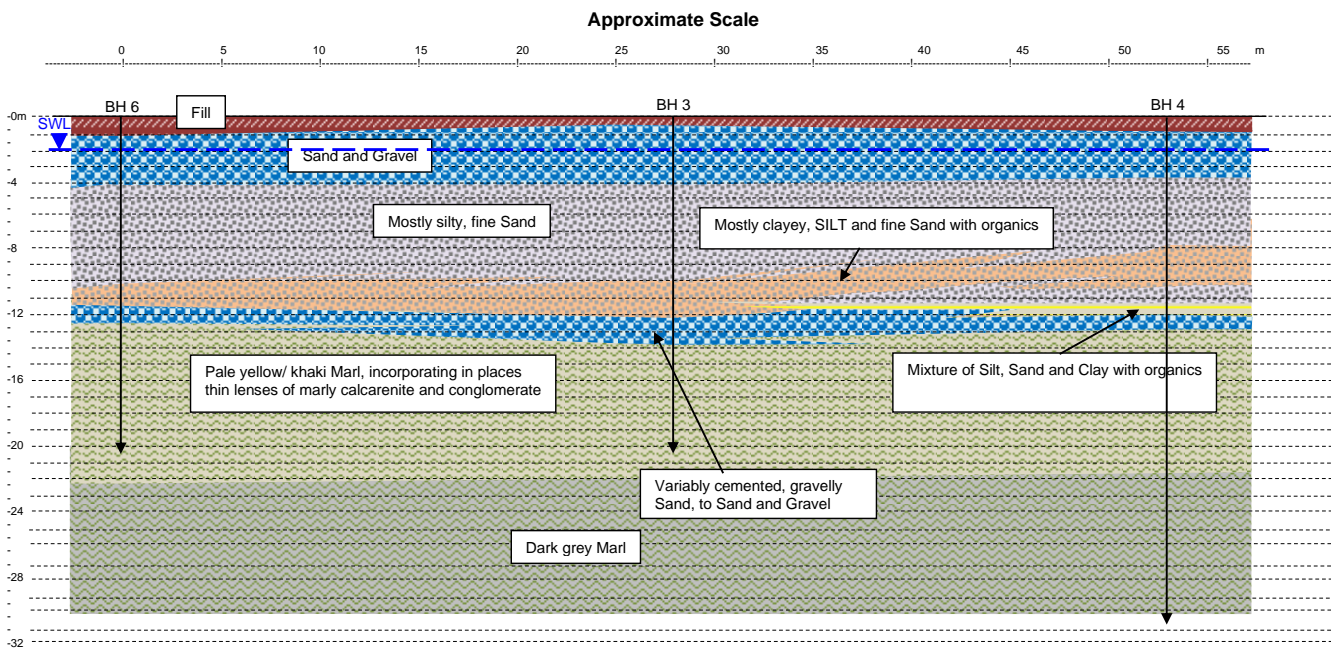 Approximate Scale
0 5 10 15 20 25 30 35 40 45 50 55 m
BH 6 BH 3 BH 4
Fill
-0m
SWL
Sand and Gravel
-4
Mostly silty, fine Sand
Mostly clayey, SILT and fine Sand with organics
-8
-12
Pale yellow/ khaki Marl, incorporating in places
thin lenses of marly calcarenite and conglomerate
Mixture of Silt, Sand and Clay with organics
-16
-20
Variably cemented, gravelly
Sand, to Sand and Gravel
-24
Dark grey Marl
-28
-32